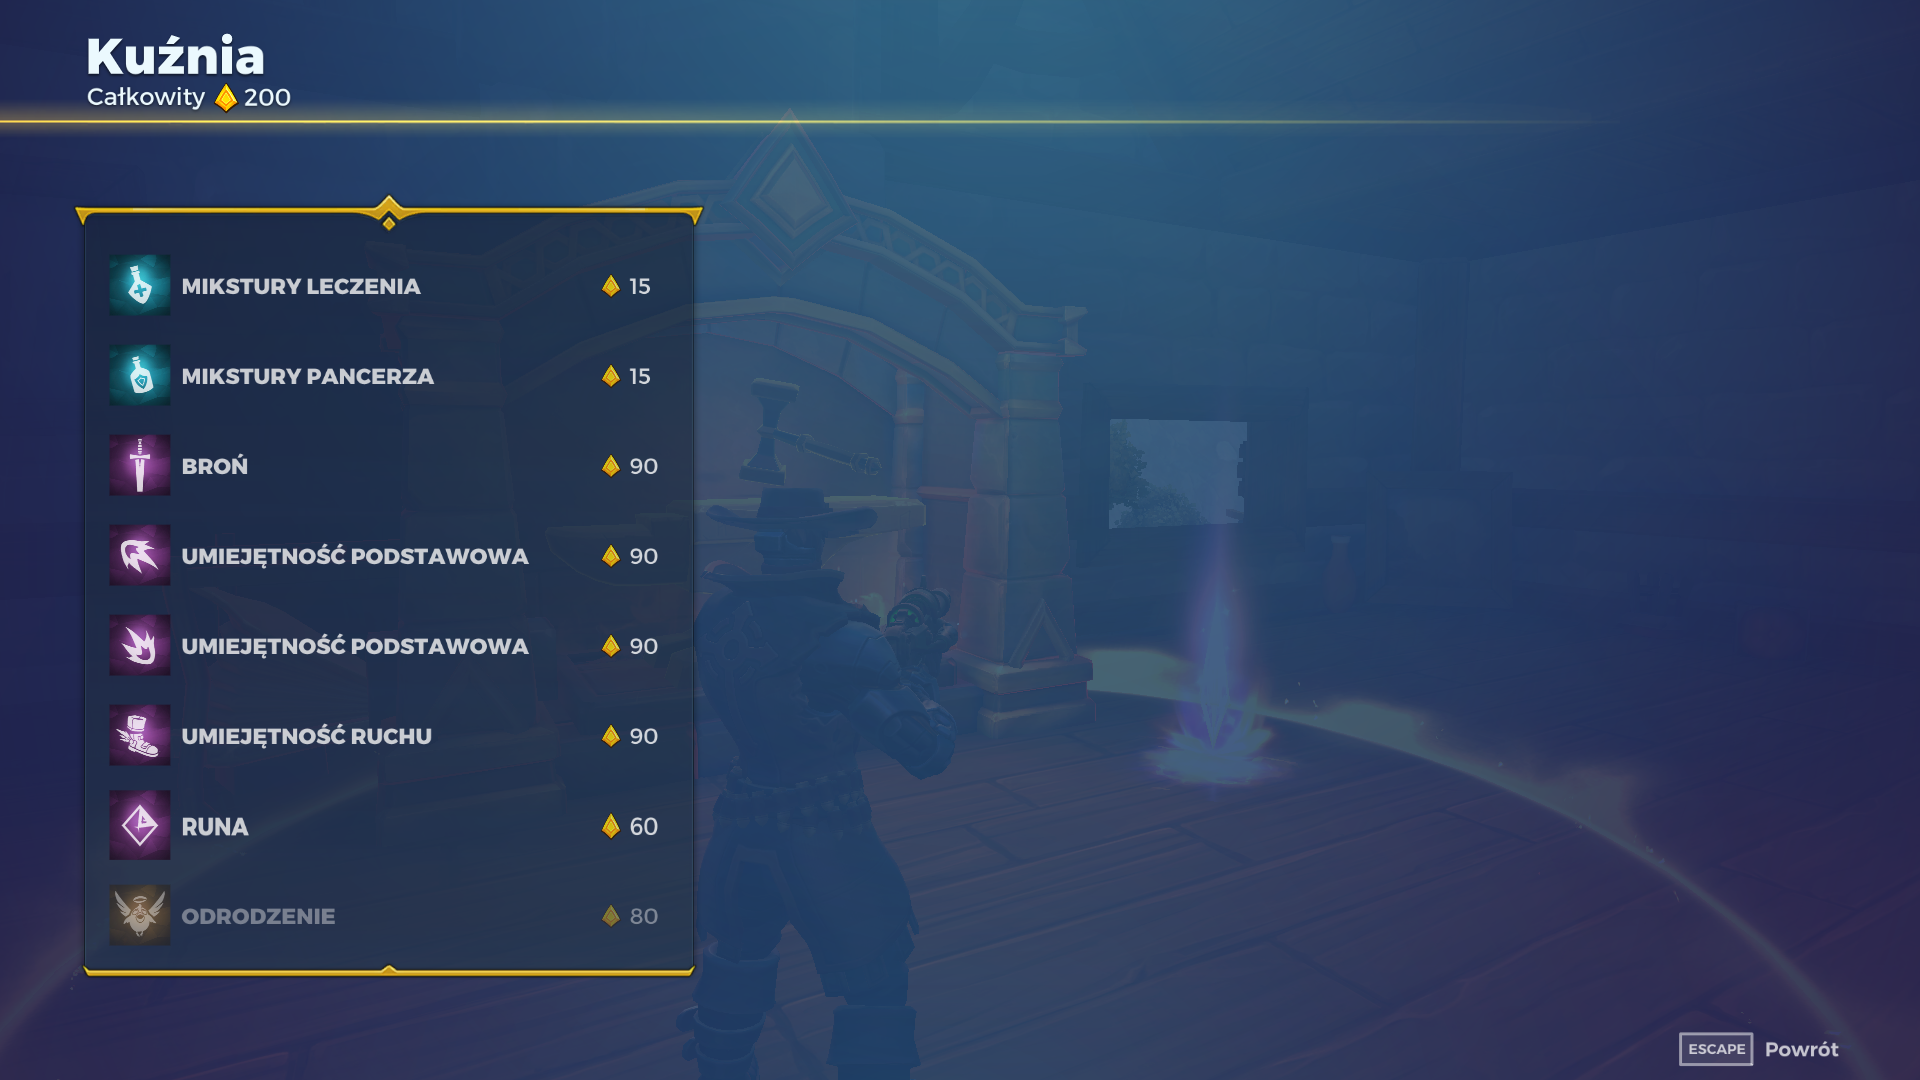 Kuźnia
Całkowity 200
MIKSTURY LECZENIA 15
MIKSTURY PANCERZA 15
BROŃ 90
UMIEJĘTNOŚĆ PODSTAWOWA 90
UMIEJĘTNOŚĆ PODSTAWOWA 90
UMIEJĘTNOŚĆ RUCHU 90
RUNA 60
ODRODZENIE 80
ESCAPE Powrót